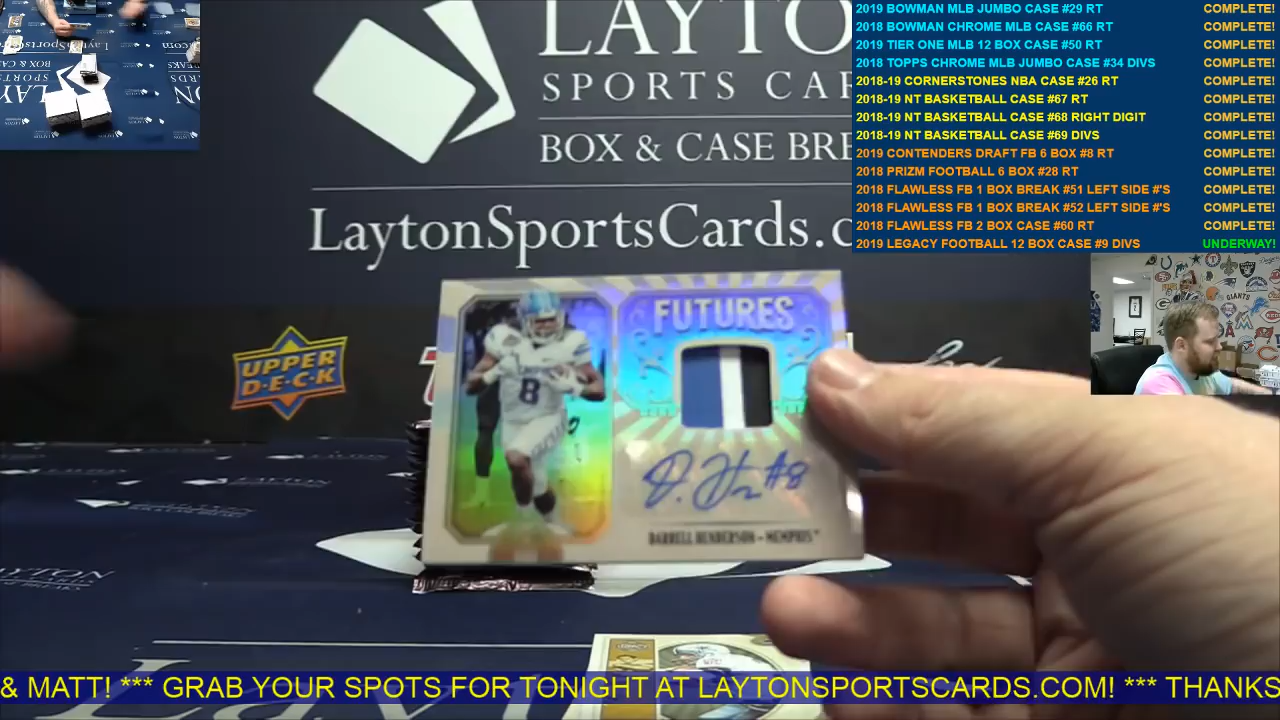 LAYTO
SPORTS CAR
BOX & CASE BRE
LaytonSportsCards.c
2019 BOWMAN MLB JUMBO CASE #29 RT COMPLETE!
2018 BOWMAN CHROME MLB CASE #66 RT COMPLETE!
2019 TIER ONE MLB 12 BOX CASE #50 RT COMPLETE!
2018 TOPPS CHROME MLB JUMBO CASE #34 DIVS COMPLETE!
2018-19 CORNERSTONES NBA CASE #26 RT COMPLETE!
2018-19 NT BASKETBALL CASE #67 RT COMPLETE!
2018-19 NT BASKETBALL CASE #68 RIGHT DIGIT COMPLETE!
2018-19 NT BASKETBALL CASE #69 DIVS COMPLETE!
2019 CONTENDERS DRAFT FB 6 BOX #8 RT COMPLETE!
2018 PRIZM FOOTBALL 6 BOX #28 RT COMPLETE!
2018 FLAWLESS FB 1 BOX BREAK #51 LEFT SIDE #'S COMPLETE!
2018 FLAWLESS FB 1 BOX BREAK #52 LEFT SIDE #'S COMPLETE!
2018 FLAWLESS FB 2 BOX CASE #60 RT COMPLETE!
2019 LEGACY FOOTBALL 12 BOX CASE #9 DIVS UNDERWAY!
GIANTS
UPPER
D·E·C·K
FUTURES
8
#8
DARRELL HENDERSON - MEMPHIS™
& MATT! *** GRAB YOUR SPOTS FOR TONIGHT AT LAYTONSPORTSCARDS.COM! *** THANKS